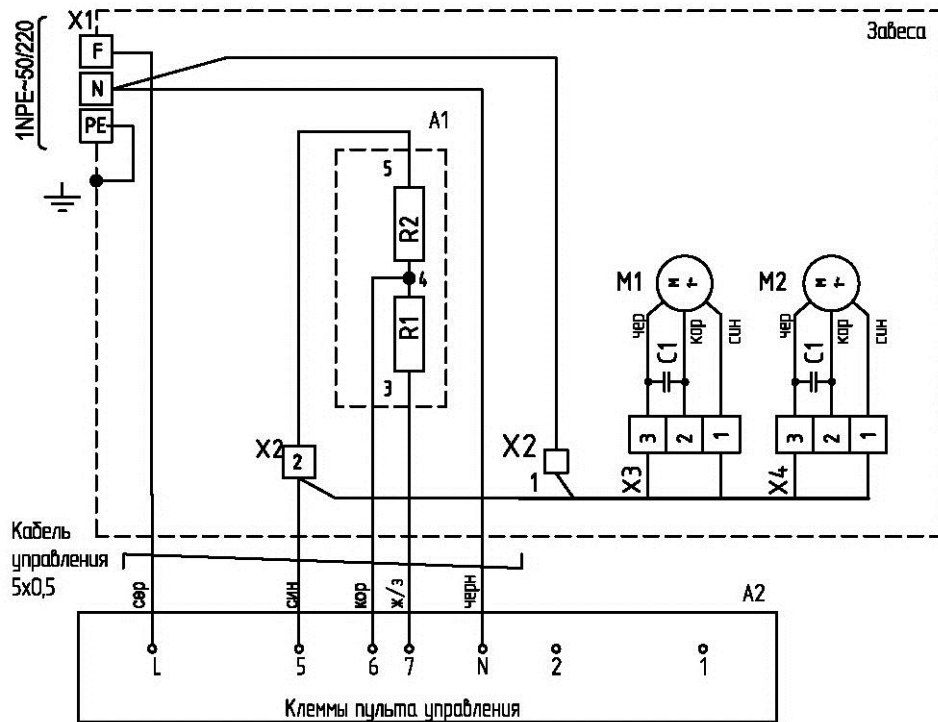 X1
Завеса
1NPE~50/220
F
N
PE
A1
5
R2
4
R1
3
M1
M
~
M2
M
~
чер
кор
син
чер
кор
син
C1
C1
3
2
1
3
2
1
X2
2
X2
1
X3
X4
Кабель
управления
5x0,5
сер
син
кор
ж/з
черн
A2
L
5
6
7
N
2
1
Клеммы пульта управления